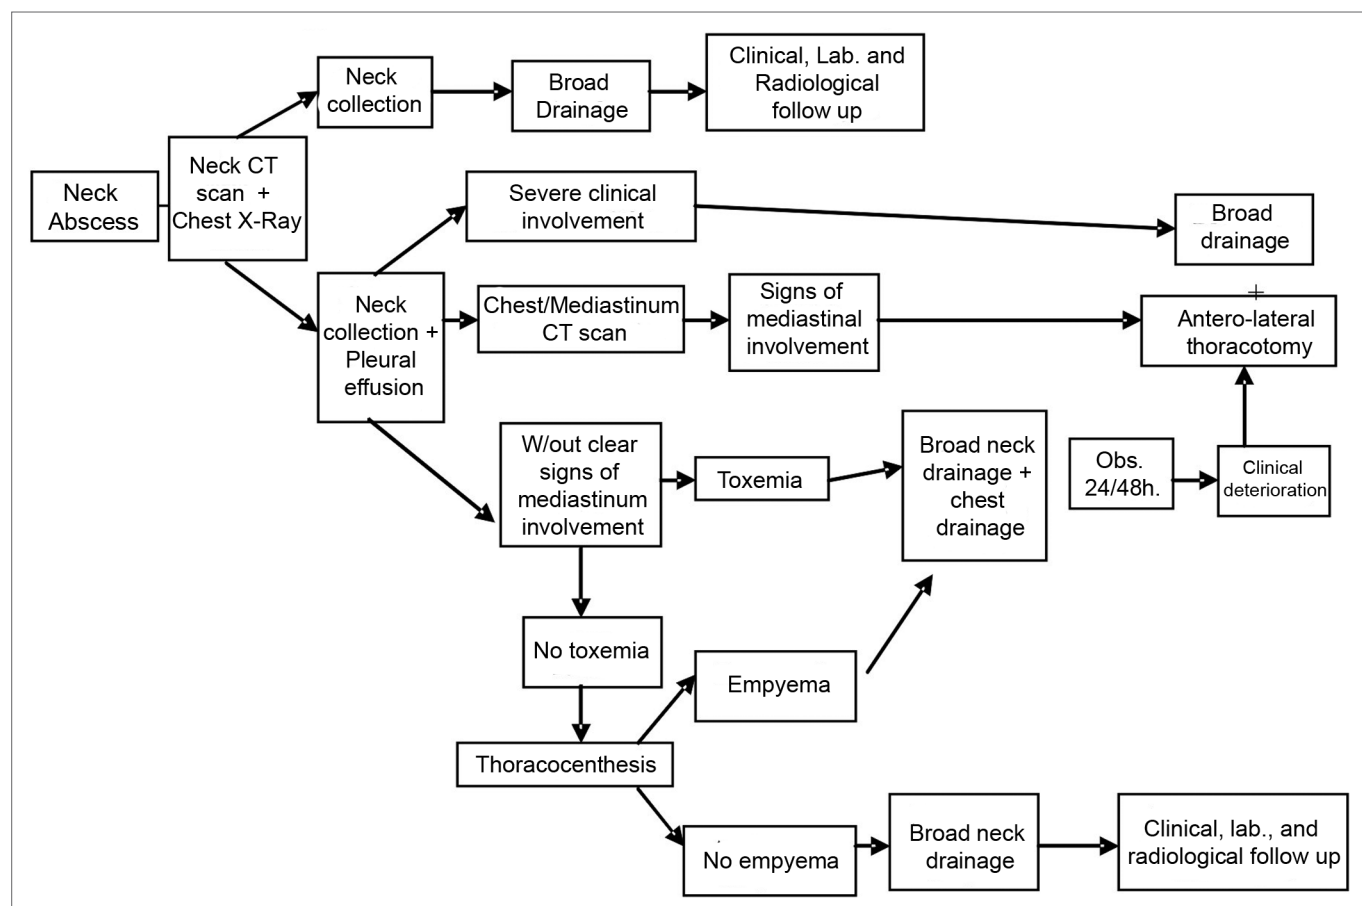 Neck
Abscess
Neck CT
scan +
Chest X-Ray
Neck
collection
Broad
Drainage
Clinical, Lab. and
Radiological
follow up
Neck
collection +
Pleural
effusion
Severe clinical
involvement
Broad
drainage
+
Antero-lateral
thoracotomy
Chest/Mediastinum
CT scan
Signs of
mediastinal
involvement
W/out clear
signs of
mediastinum
involvement
Toxemia
Broad neck
drainage +
chest
drainage
Obs.
24/48h.
Clinical
deterioration
No toxemia
Thoracocenthesis
Empyema
No empyema
Broad neck
drainage
Clinical, lab., and
radiological follow up